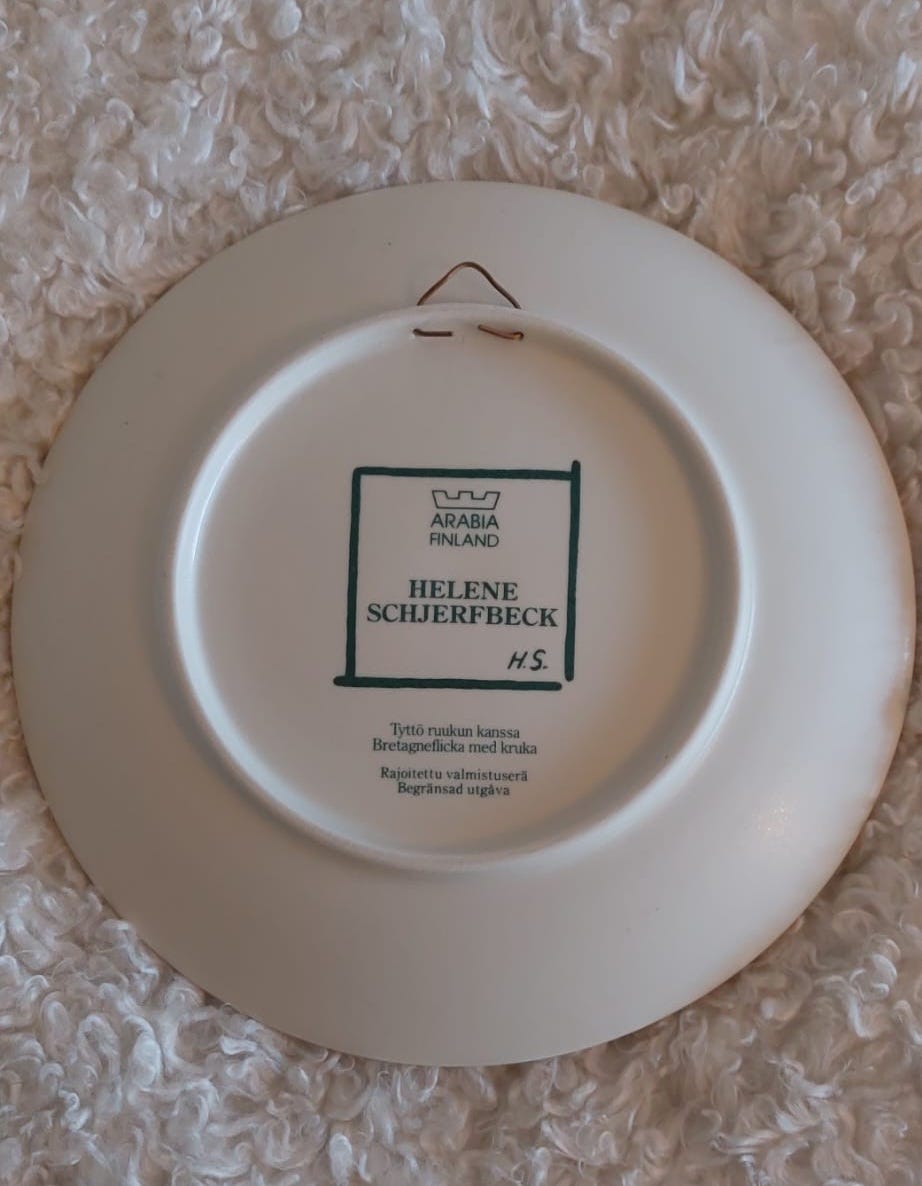 ARABIA
FINLAND
HELENE
SCHJERFBECK
H.S.
Tyttö ruukun kanssa
Bretagneflicka med kruka
Rajoitettu valmistuserä
Begränsad utgåva